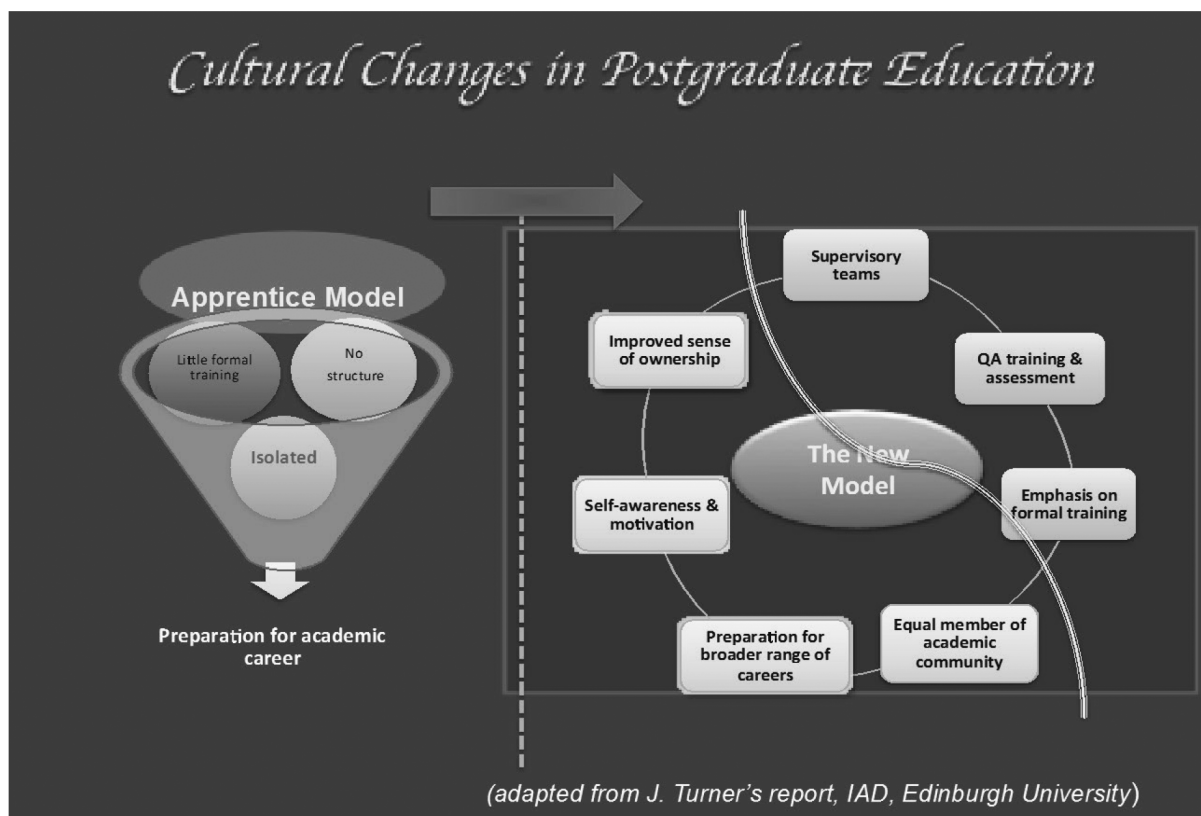 Cultural Changes in Postgraduate Education
Apprentice Model
Little formal
training
No
structure
Isolated
Preparation for academic
career
The New
Model
Supervisory
teams
QA training &
assessment
Emphasis on
formal training
Equal member of
academic
community
Preparation for
broader range of
careers
Self-awareness &
motivation
Improved sense
of ownership
(adapted from J. Turner’s report, IAD, Edinburgh University)